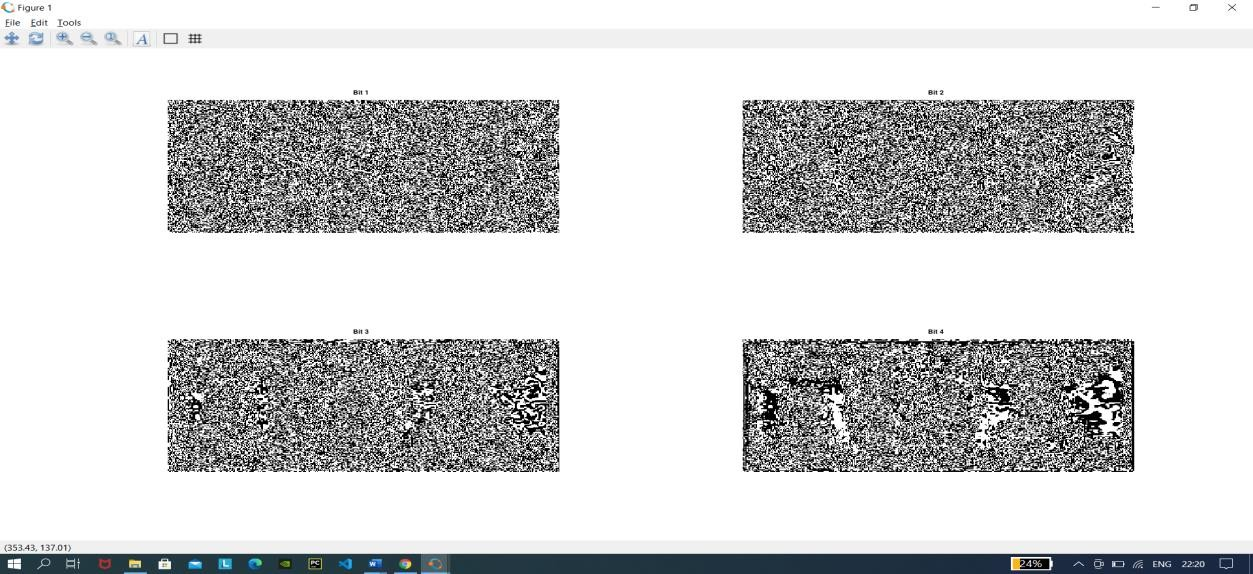 Figure 1
File Edit Tools
A
Bit 1
Bit 2
Bit 3
Bit 4
(353.43, 137.01)
L PC W 24% ENG 22:20